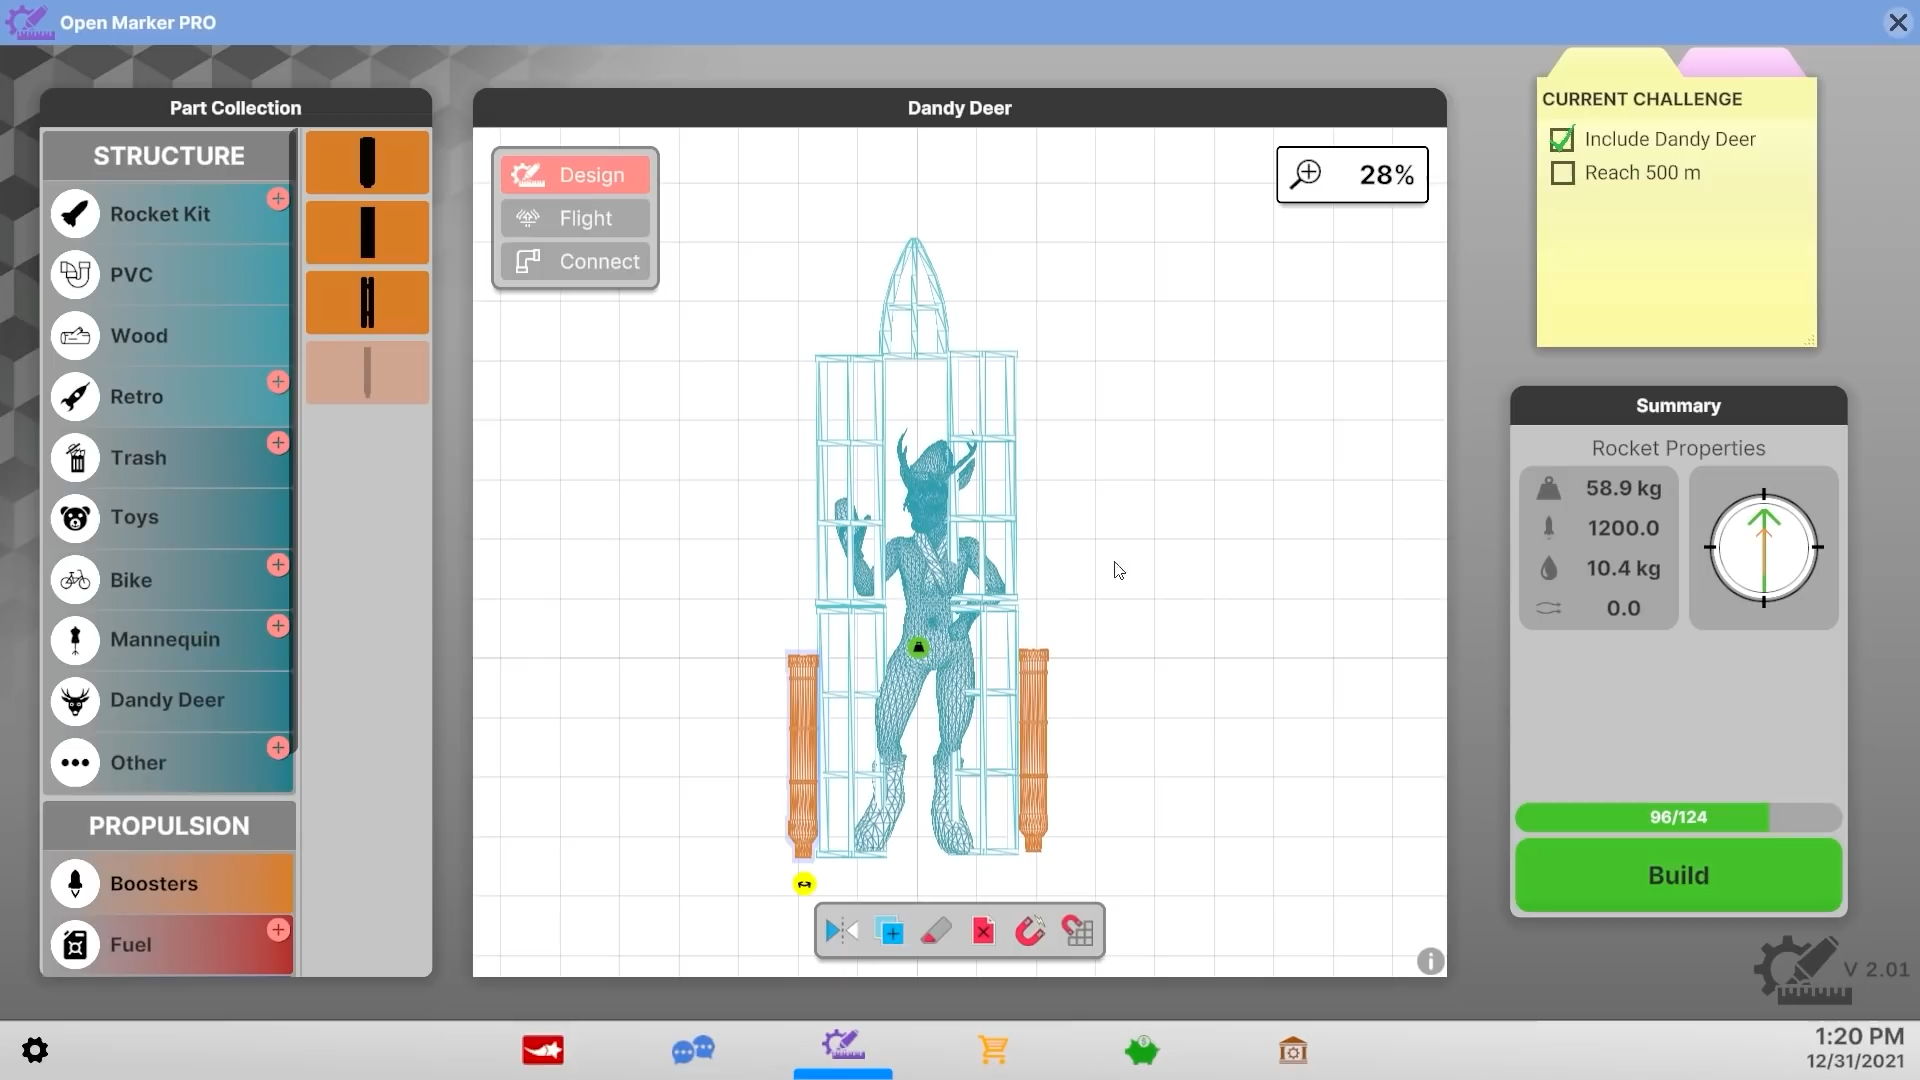 Open Marker PRO
Part Collection
STRUCTURE
Rocket Kit
PVC
Wood
Retro
Trash
Toys
Bike
Mannequin
Dandy Deer
Other
PROPULSION
Boosters
Fuel
Dandy Deer
Design
Flight
Connect
28%
CURRENT CHALLENGE
Include Dandy Deer
Reach 500 m
Summary
Rocket Properties
58.9 kg
1200.0
10.4 kg
0.0
96/124
Build
V 2.01
1:20 PM
12/31/2021